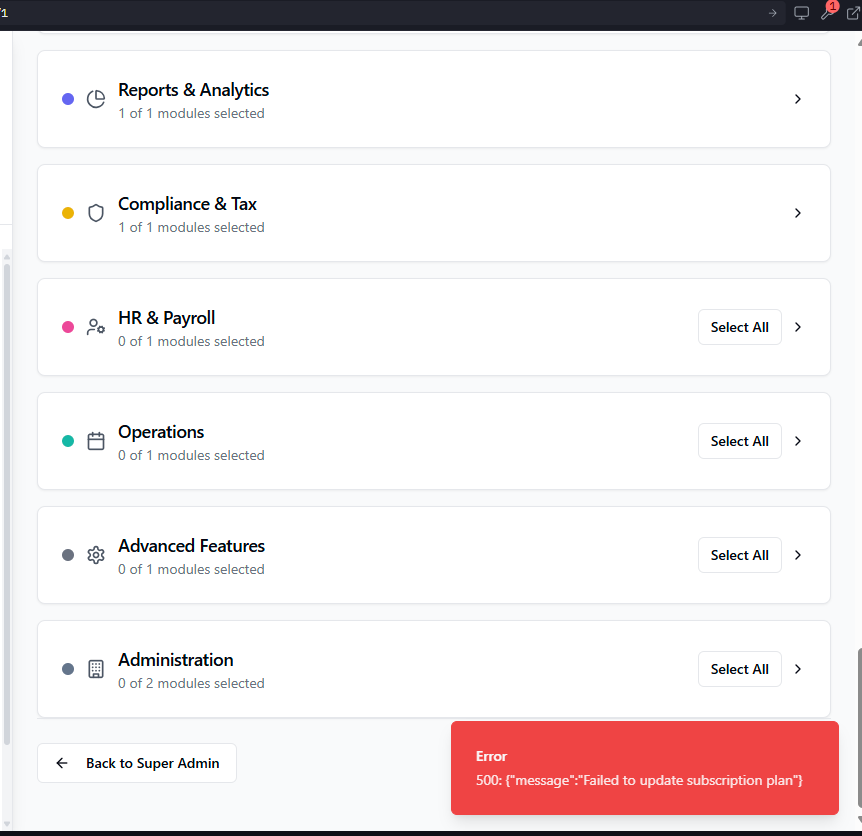 /1
1
Reports & Analytics
1 of 1 modules selected
Compliance & Tax
1 of 1 modules selected
HR & Payroll
0 of 1 modules selected
Select All
Operations
0 of 1 modules selected
Select All
Advanced Features
0 of 1 modules selected
Select All
Administration
0 of 2 modules selected
Select All
Back to Super Admin
Error
500: {"message":"Failed to update subscription plan"}